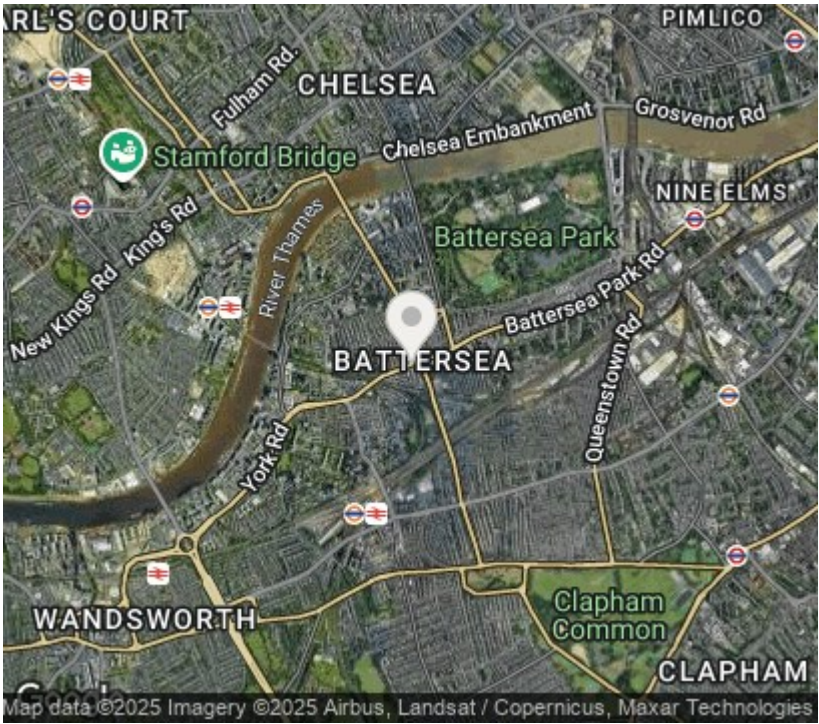 ARL'S COURT
PIMLICO
Fulham Rd.
CHELSEA
Grosvenor Rd
Chelsea Embankment
Stamford Bridge
NINE ELMS
King's Rd
River Thames
Battersea Park
New Kings Rd
Battersea Park Rd
BATTERSEA
Queenstown Rd
York Rd
Clapham
Common
WANDSWORTH
CLAPHAM
Google
Map data ©2025 Imagery ©2025 Airbus, Landsat / Copernicus, Maxar Technologies